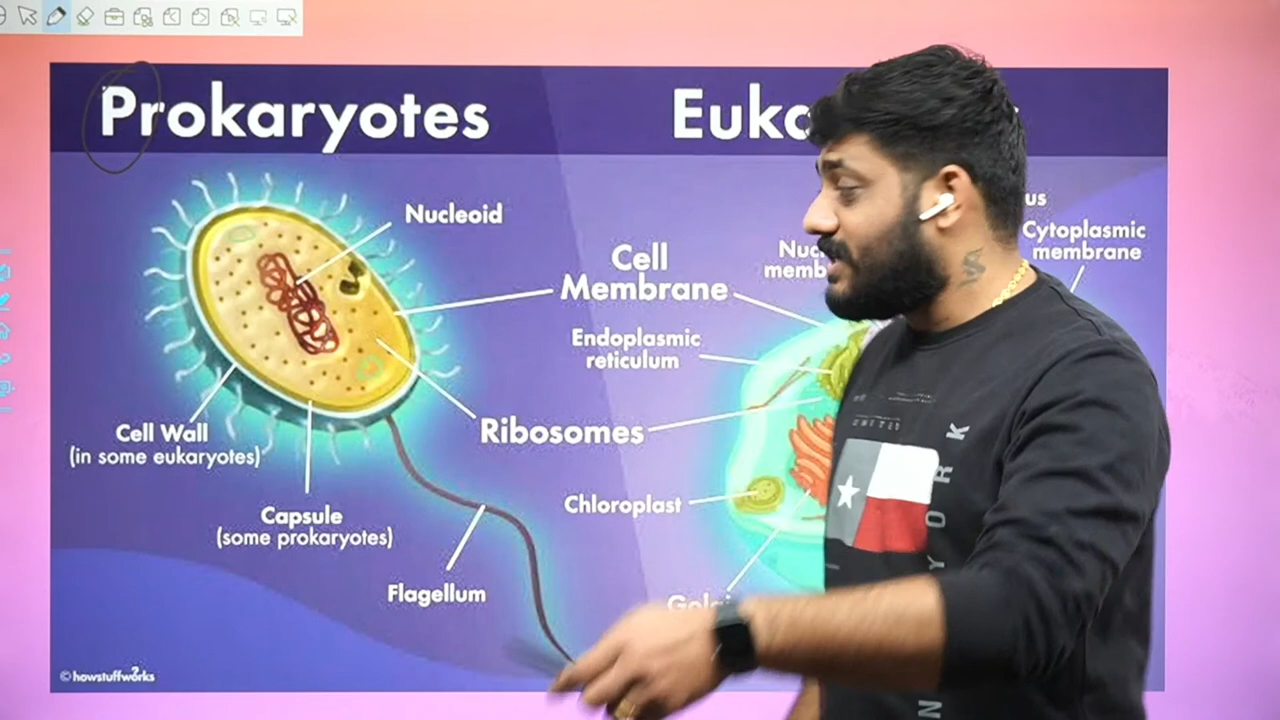 Prokaryotes
Nucleoid
Cell
Membrane
Cytoplasmic
membrane
Endoplasmic
reticulum
Ribosomes
Cell Wall
(in some eukaryotes)
Chloroplast
Capsule
(some prokaryotes)
Flagellum
© howstuffworks